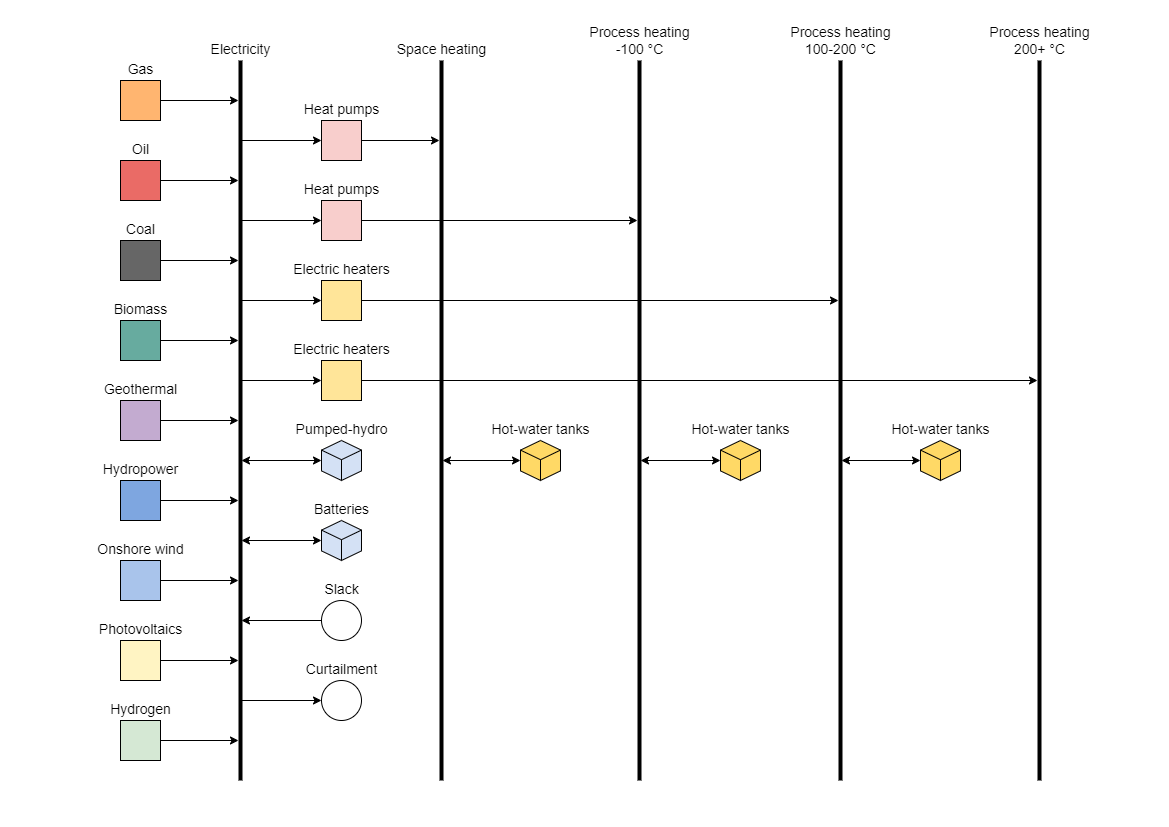 Electricity
Space heating
Process heating
-100 °C
Process heating
100-200 °C
Process heating
200+ °C
Gas
Heat pumps
Oil
Heat pumps
Coal
Electric heaters
Biomass
Electric heaters
Geothermal
Pumped-hydro
Hot-water tanks
Hot-water tanks
Hot-water tanks
Hydropower
Batteries
Onshore wind
Slack
Photovoltaics
Curtailment
Hydrogen